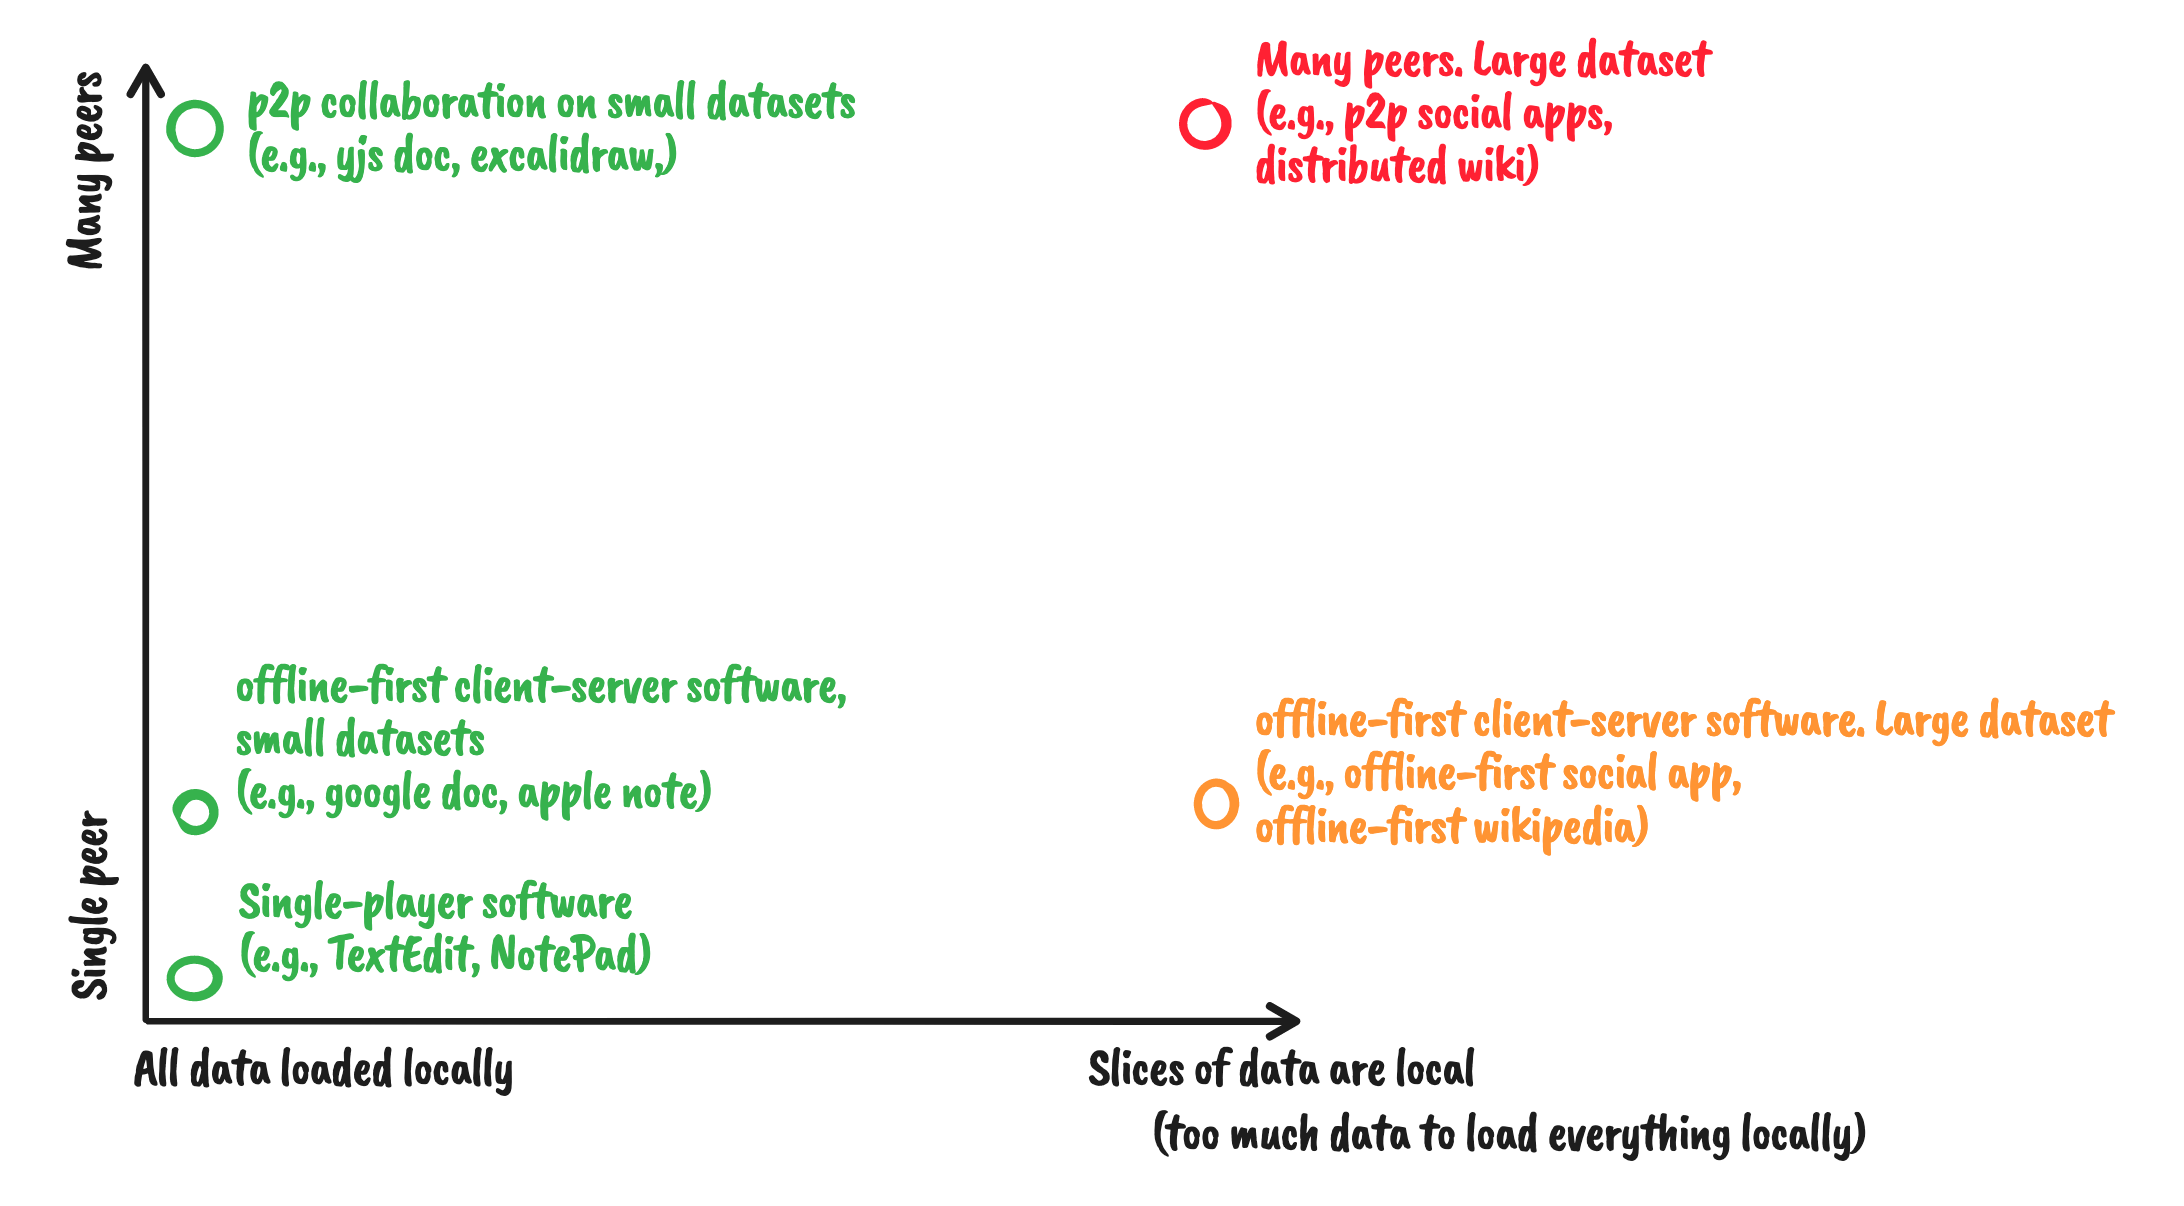 Many peers
p2p collaboration on small datasets
(e.g., yjs doc, excalidraw,)
Many peers. Large dataset
(e.g., p2p social apps,
distributed wiki)
offline-first client-server software,
small datasets
(e.g., google doc, apple note)
offline-first client-server software. Large dataset
(e.g., offline-first social app,
offline-first wikipedia)
Single peer
Single-player software
(e.g., TextEdit, NotePad)
All data loaded locally
Slices of data are local
(too much data to load everything locally)